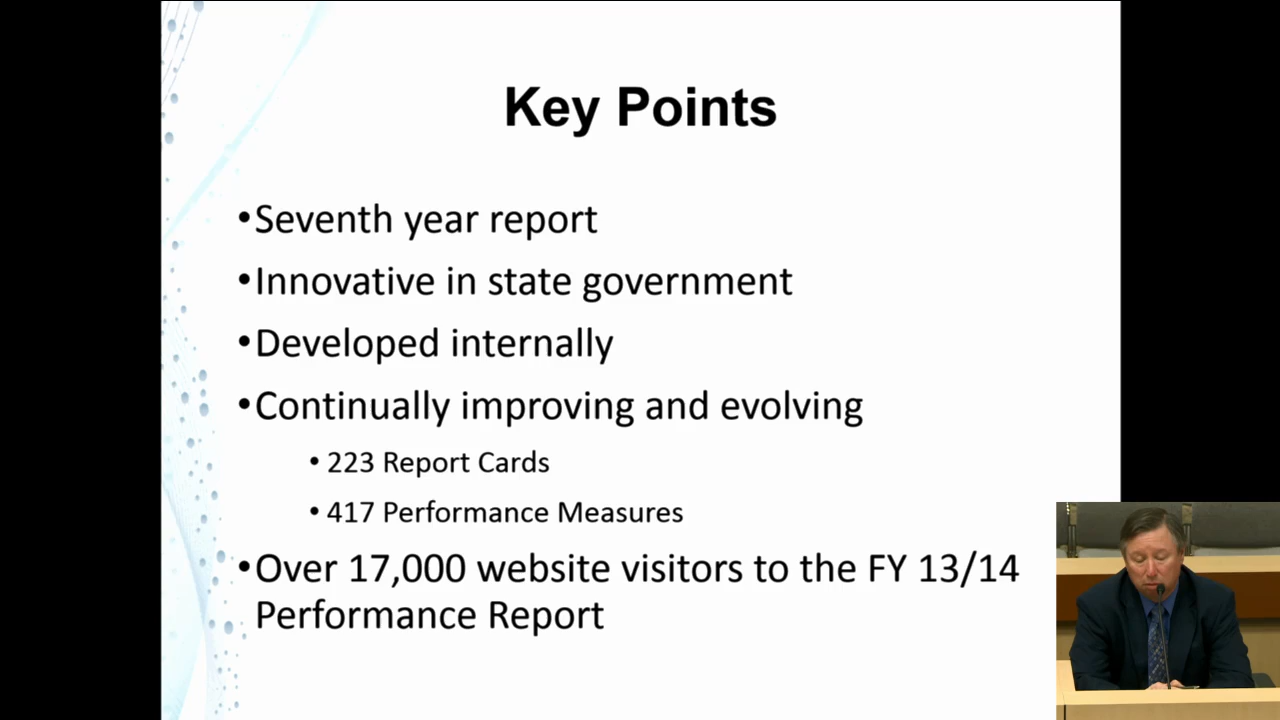 Key Points
•Seventh year report
•Innovative in state government
•Developed internally
•Continually improving and evolving
•223 Report Cards
•417 Performance Measures
•Over 17,000 website visitors to the FY 13/14
Performance Report